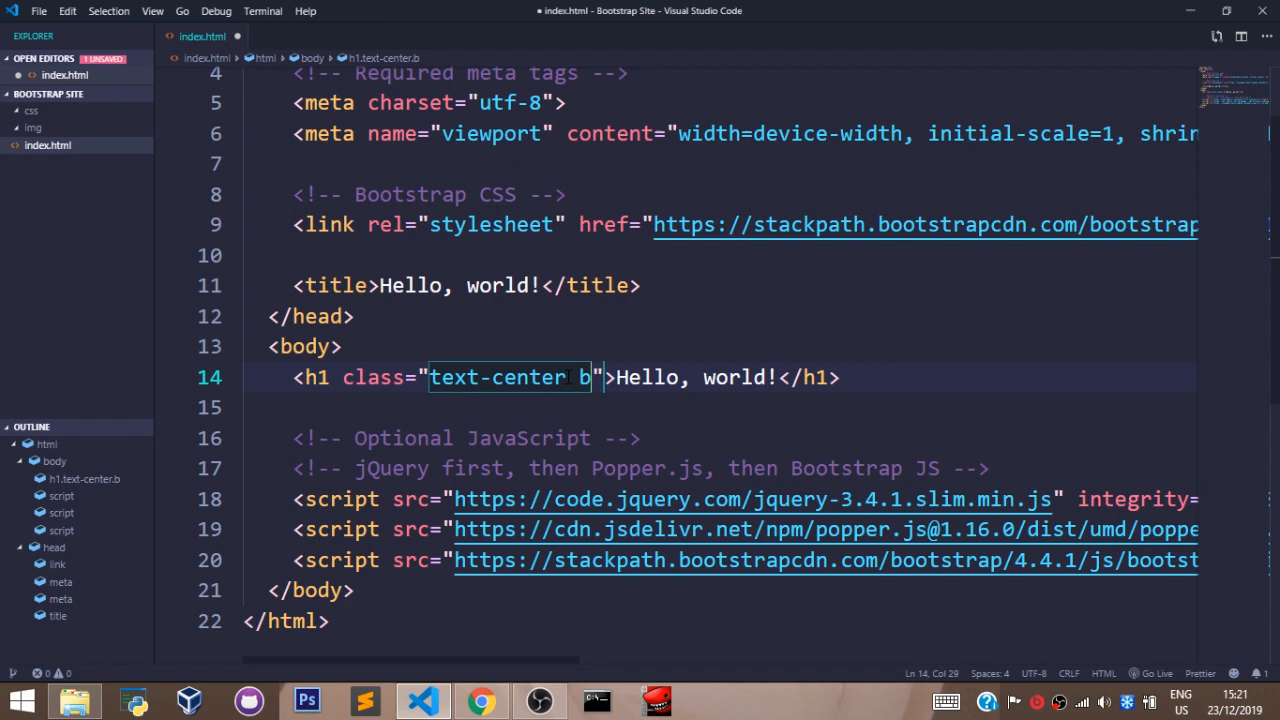 File Edit Selection View Go Debug Terminal Help
● index.html - Bootstrap Site - Visual Studio Code
EXPLORER
OPEN EDITORS 1 UNSAVED
index.html
BOOTSTRAP SITE
css
img
index.html
OUTLINE
html
body
h1.text-center.b
script
script
script
head
link
meta
meta
title
index.html
index.html > html > body > h1.text-center.b
4 <!-- Required meta tags -->
5 <meta charset="utf-8">
6 <meta name="viewport" content="width=device-width, initial-scale=1, shrin
7
8 <!-- Bootstrap CSS -->
9 <link rel="stylesheet" href="https://stackpath.bootstrapcdn.com/bootstrap
10
11 <title>Hello, world!</title>
12 </head>
13 <body>
14 <h1 class="text-center b">Hello, world!</h1>
15
16 <!-- Optional JavaScript -->
17 <!-- jQuery first, then Popper.js, then Bootstrap JS -->
18 <script src="https://code.jquery.com/jquery-3.4.1.slim.min.js" integrity=
19 <script src="https://cdn.jsdelivr.net/npm/popper.js@1.16.0/dist/umd/poppe
20 <script src="https://stackpath.bootstrapcdn.com/bootstrap/4.4.1/js/bootst
21 </body>
22 </html>
0 0 Ln 14, Col 29 Spaces: 4 UTF-8 CRLF HTML Go Live Prettier 1
Ps
ENG
US
15:21
23/12/2019